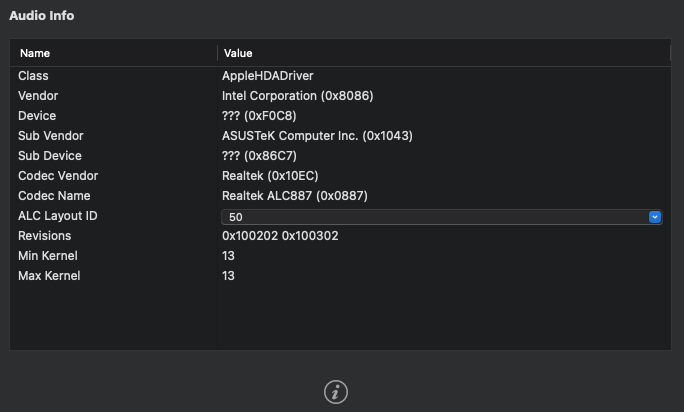 Audio Info
Name Value
Class AppleHDADriver
Vendor Intel Corporation (0x8086)
Device ??? (0xF0C8)
Sub Vendor ASUSTeK Computer Inc. (0x1043)
Sub Device ??? (0x86C7)
Codec Vendor Realtek (0x10EC)
Codec Name Realtek ALC887 (0x0887)
ALC Layout ID 50
Revisions 0x100202 0x100302
Min Kernel 13
Max Kernel 13